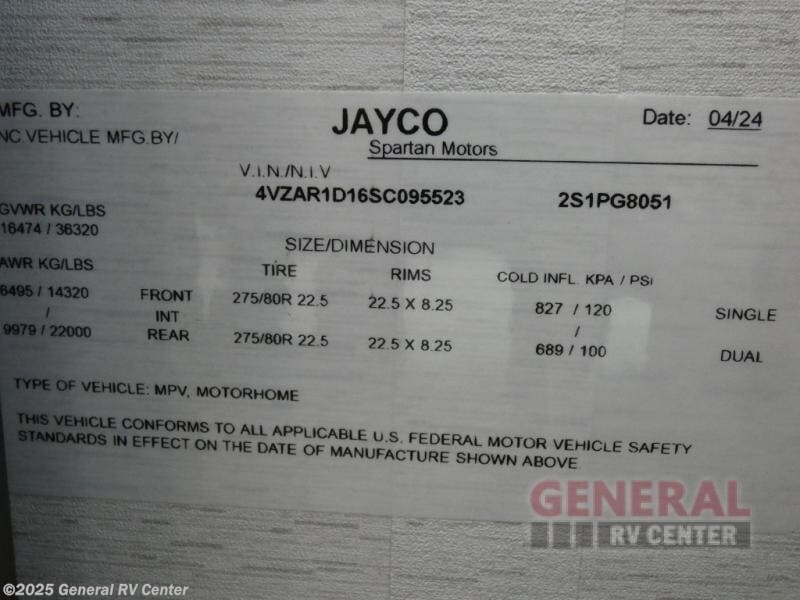 MFG. BY: JAYCO Date: 04/24
NC.VEHICLE MFG.BY/ Spartan Motors
V.I.N./N.I.V
4VZAR1D16SC095523 2S1PG8051
GVWR KG/LBS
16474 / 36320
SIZE/DIMENSION
AWR KG/LBS TIRE RIMS COLD INFL. KPA / PSI
6495 / 14320 FRONT 275/80R 22.5 22.5 X 8.25 827 / 120 SINGLE
/ INT /
9979 / 22000 REAR 275/80R 22.5 22.5 X 8.25 689 / 100 DUAL
TYPE OF VEHICLE: MPV, MOTORHOME
THIS VEHICLE CONFORMS TO ALL APPLICABLE U.S. FEDERAL MOTOR VEHICLE SAFETY
STANDARDS IN EFFECT ON THE DATE OF MANUFACTURE SHOWN ABOVE
GENERAL
RV CENTER
©2025 General RV Center